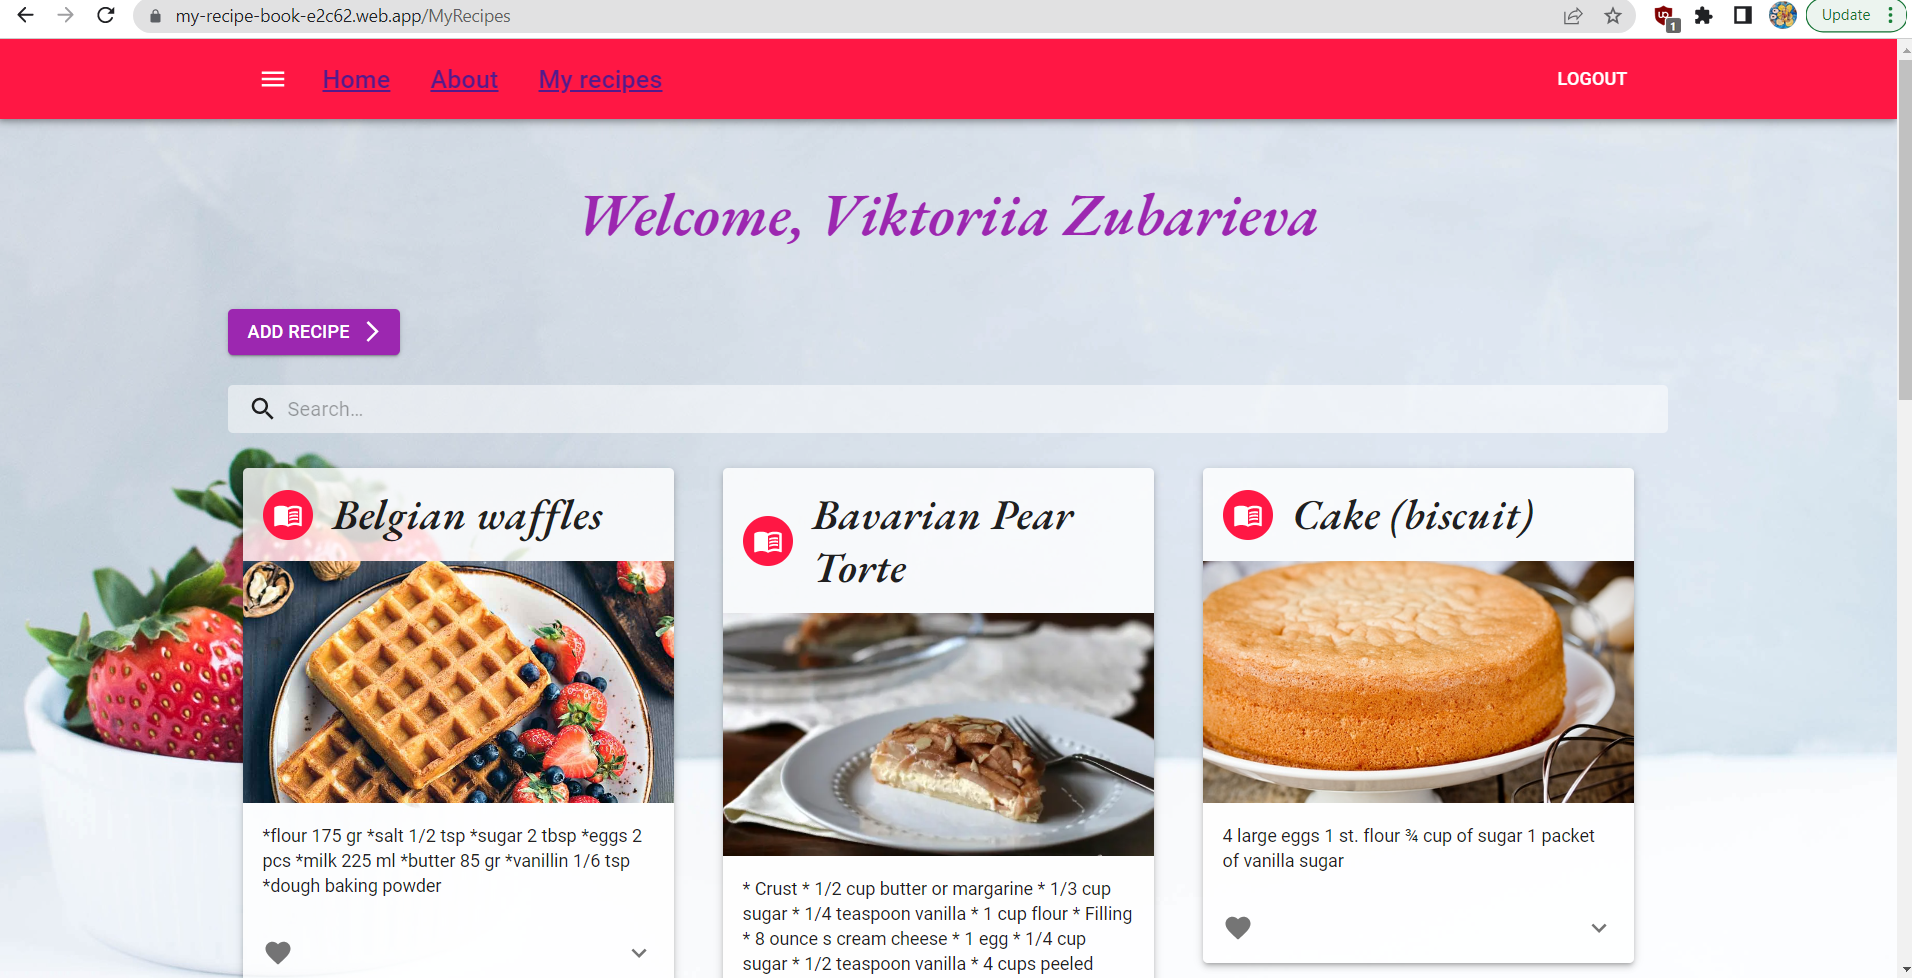 my-recipe-book-e2c62.web.app/MyRecipes
1
Update
Home About My recipes
LOGOUT
Welcome, Viktoriia Zubarieva
ADD RECIPE
Search...
Belgian waffles
*flour 175 gr *salt 1/2 tsp *sugar 2 tbsp *eggs 2
pcs *milk 225 ml *butter 85 gr *vanillin 1/6 tsp
*dough baking powder
Bavarian Pear
Torte
* Crust * 1/2 cup butter or margarine * 1/3 cup
sugar * 1/4 teaspoon vanilla * 1 cup flour * Filling
* 8 ounce s cream cheese * 1 egg * 1/4 cup
sugar * 1/2 teaspoon vanilla * 4 cups peeled
Cake (biscuit)
4 large eggs 1 st. flour ¾ cup of sugar 1 packet
of vanilla sugar